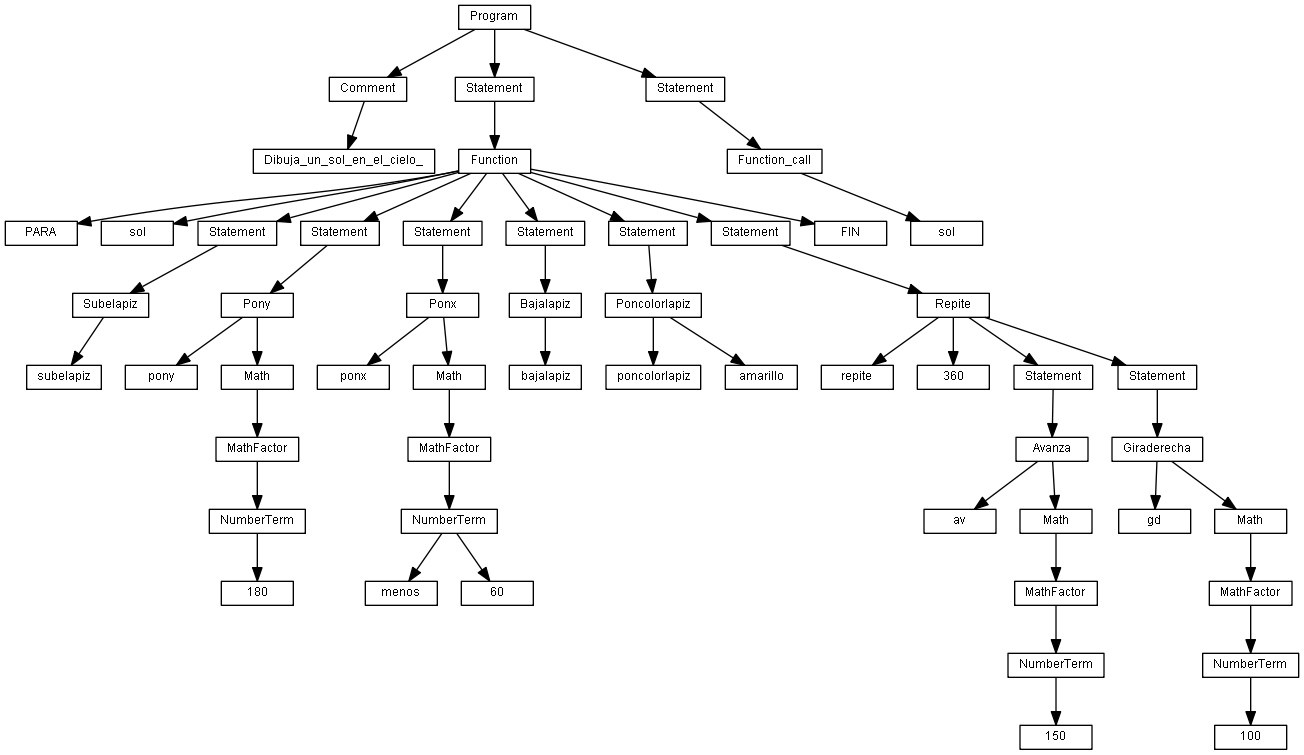 Program
Comment Statement Statement
Dibuja_un_sol_en_el_cielo_ Function Function_call
PARA sol Statement Statement Statement Statement Statement Statement FIN sol
Subelapiz Pony Ponx Bajalapiz Poncolorlapiz Repite
subelapiz pony Math ponx Math bajalapiz poncolorlapiz amarillo repite 360 Statement Statement
MathFactor MathFactor Avanza Giraderecha
NumberTerm NumberTerm av Math gd Math
180 menos 60 MathFactor MathFactor
NumberTerm NumberTerm
150 100